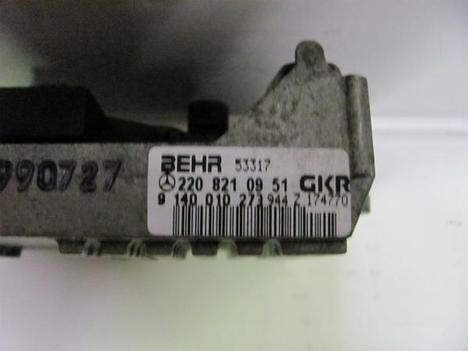 BEHR 53317
220 821 09 51 GKR
9 140 010 273 944 Z 174770
990727